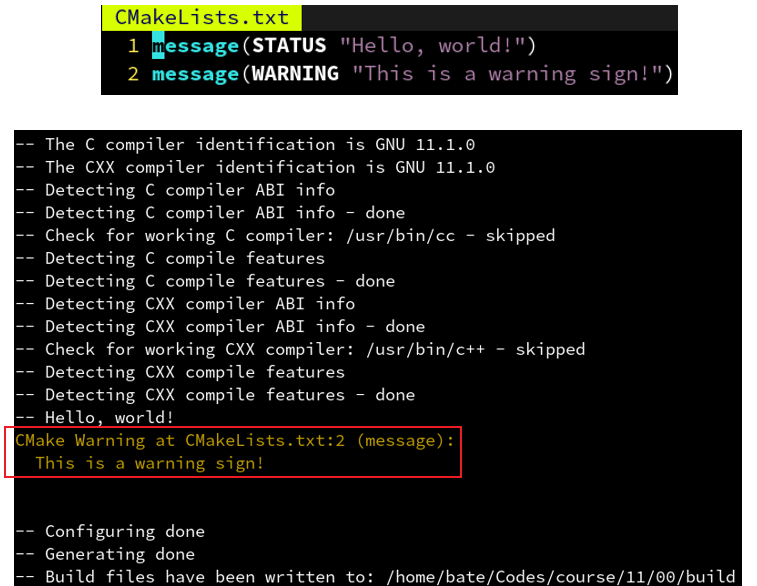 CMakeLists.txt
1 message(STATUS "Hello, world!")
2 message(WARNING "This is a warning sign!")
-- The C compiler identification is GNU 11.1.0
-- The CXX compiler identification is GNU 11.1.0
-- Detecting C compiler ABI info
-- Detecting C compiler ABI info - done
-- Check for working C compiler: /usr/bin/cc - skipped
-- Detecting C compile features
-- Detecting C compile features - done
-- Detecting CXX compiler ABI info
-- Detecting CXX compiler ABI info - done
-- Check for working CXX compiler: /usr/bin/c++ - skipped
-- Detecting CXX compile features
-- Detecting CXX compile features - done
-- Hello, world!
CMake Warning at CMakeLists.txt:2 (message):
  This is a warning sign!
-- Configuring done
-- Generating done
-- Build files have been written to: /home/bate/Codes/course/11/00/build